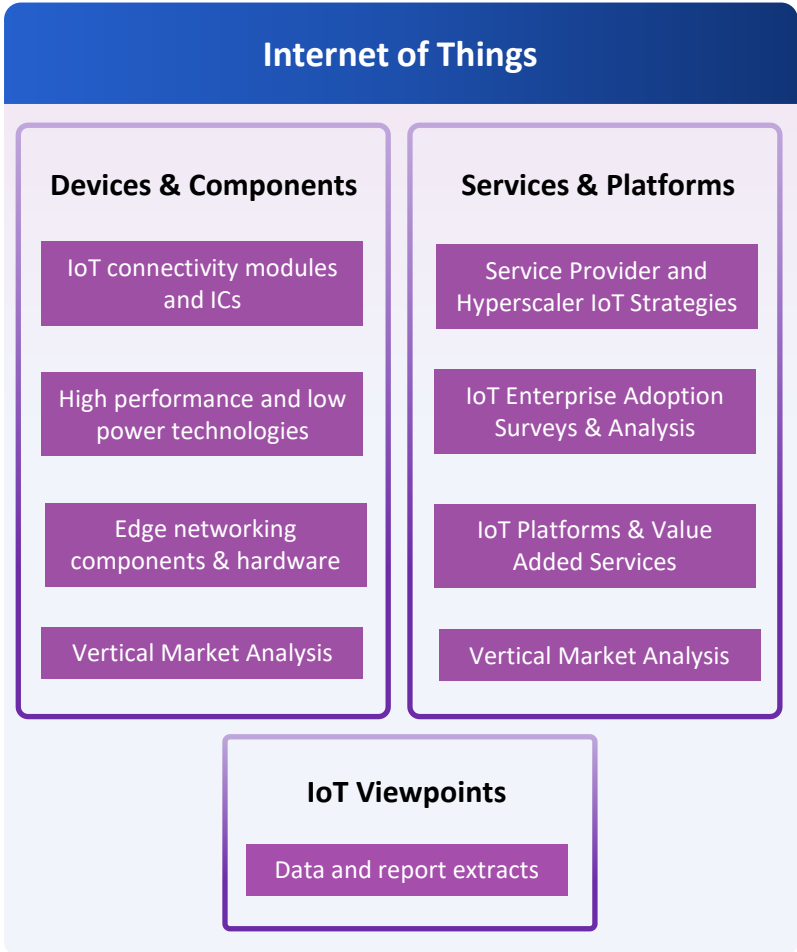 Internet of Things
Devices & Components
IoT connectivity modules
and ICs
High performance and low
power technologies
Edge networking
components & hardware
Vertical Market Analysis
Services & Platforms
Service Provider and
Hyperscaler IoT Strategies
IoT Enterprise Adoption
Surveys & Analysis
IoT Platforms & Value
Added Services
Vertical Market Analysis
IoT Viewpoints
Data and report extracts